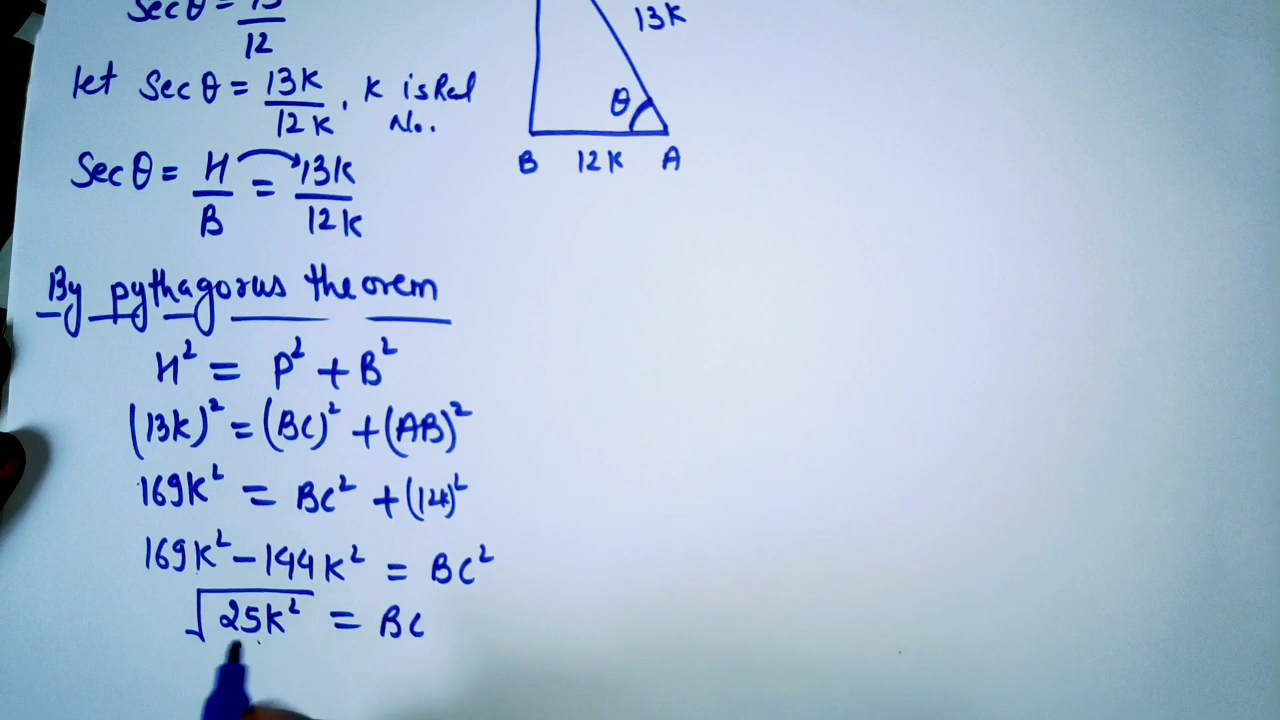 Sec θ = 13/12
let Sec θ = 13K/12K, K is Real No.
Sec θ = H/B = 13K/12K
13K
θ
B 12K A
By pythagorus theorem
H² = P² + B²
(13K)² = (BC)² + (AB)²
169K² = BC² + (12K)²
169K² − 144K² = BC²
√25K² = BC